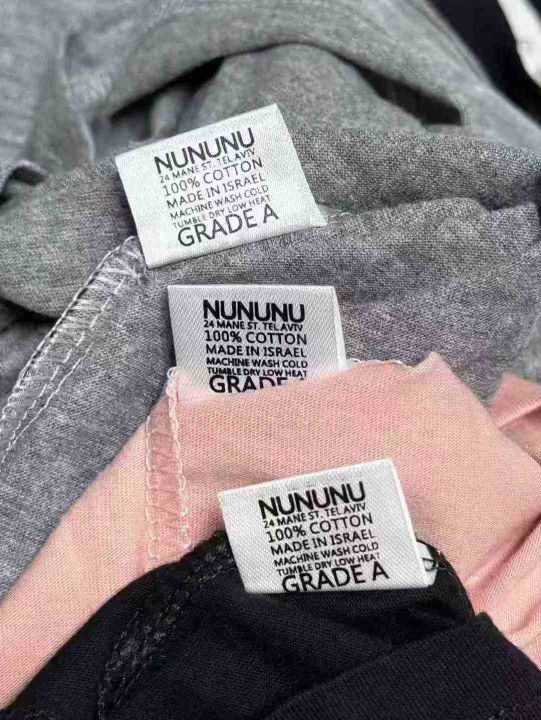 NUNUNU
24 MANE ST. TEL AVIV
100% COTTON
MADE IN ISRAEL
MACHINE WASH COLD
TUMBLE DRY LOW HEAT
GRADE A
NUNUNU
24 MANE ST. TEL AVIV
100% COTTON
MADE IN ISRAEL
MACHINE WASH COLD
TUMBLE DRY LOW HEAT
GRADE A
NUNUNU
24 MANE ST. TEL AVIV
100% COTTON
MADE IN ISRAEL
MACHINE WASH COLD
TUMBLE DRY LOW HEAT
GRADE A